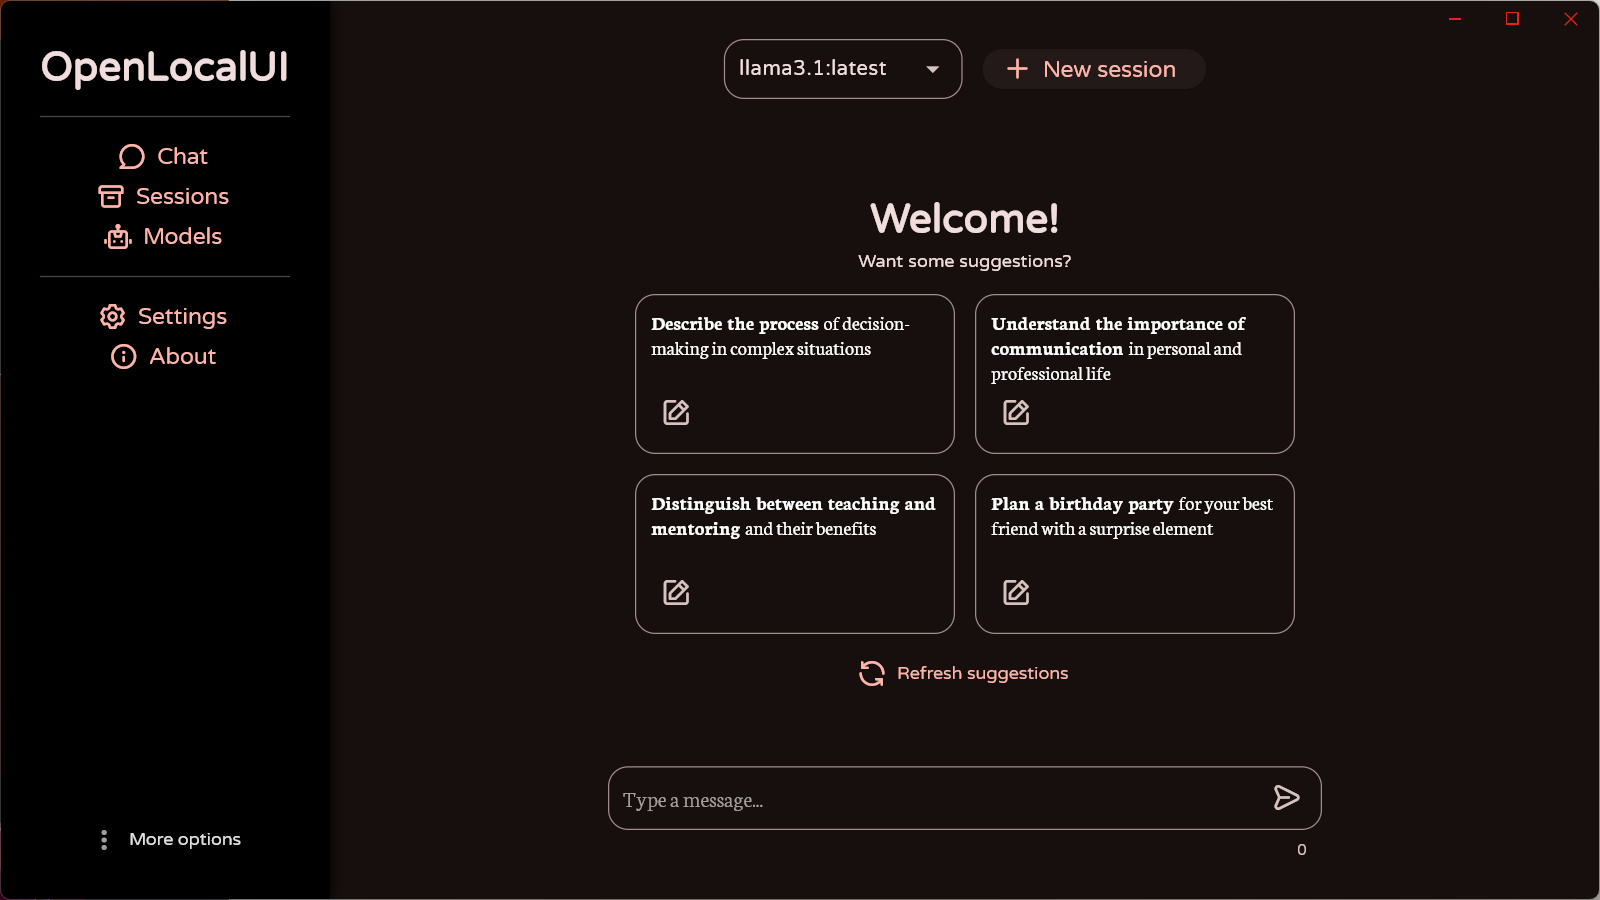 OpenLocalUI
Chat
Sessions
Models
Settings
About
More options
llama3.1:latest
New session
Welcome!
Want some suggestions?
Describe the process of decision-
making in complex situations
Understand the importance of
communication in personal and
professional life
Distinguish between teaching and
mentoring and their benefits
Plan a birthday party for your best
friend with a surprise element
Refresh suggestions
Type a message...
0